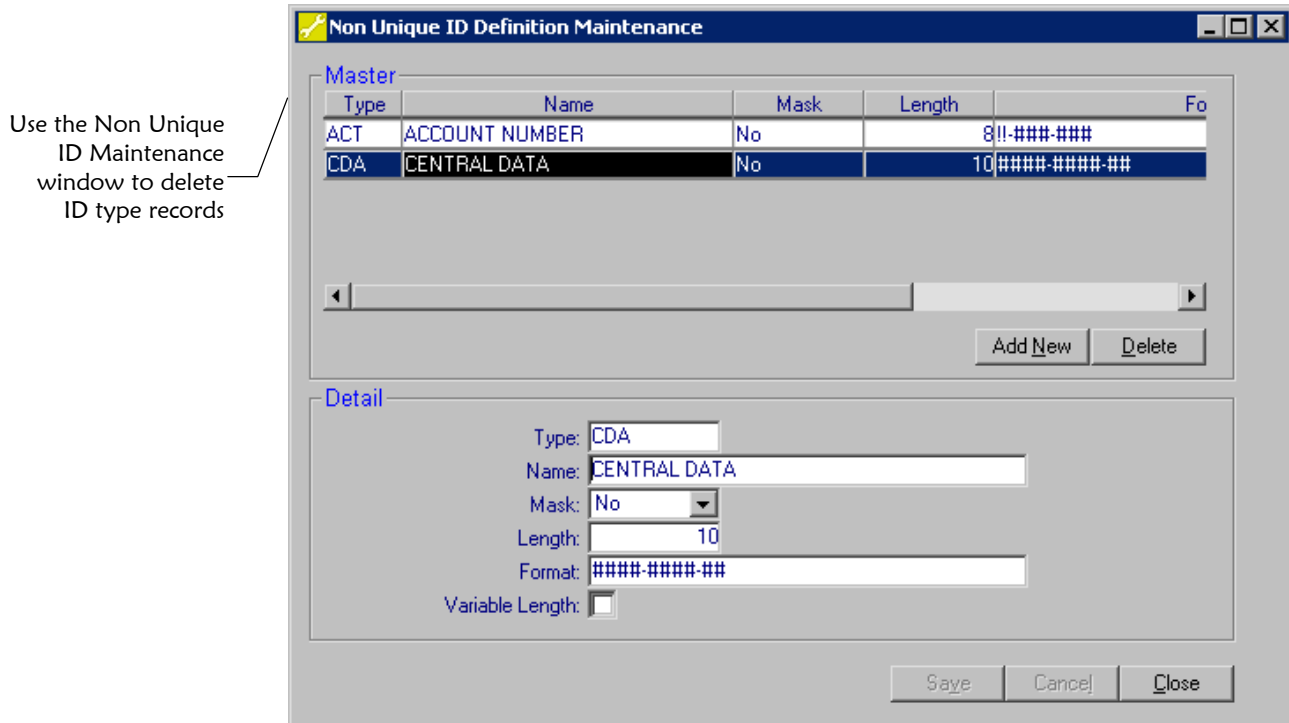 Non Unique ID Definition Maintenance
Use the Non Unique
ID Maintenance
window to delete
ID type records
Master
Type Name Mask Length Fo
ACT ACCOUNT NUMBER No 8 !!-###-###
CDA CENTRAL DATA No 10 ####-####-##
Add New Delete
Detail
Type: CDA
Name: CENTRAL DATA
Mask: No
Length: 10
Format: ####-####-##
Variable Length:
Save Cancel Close